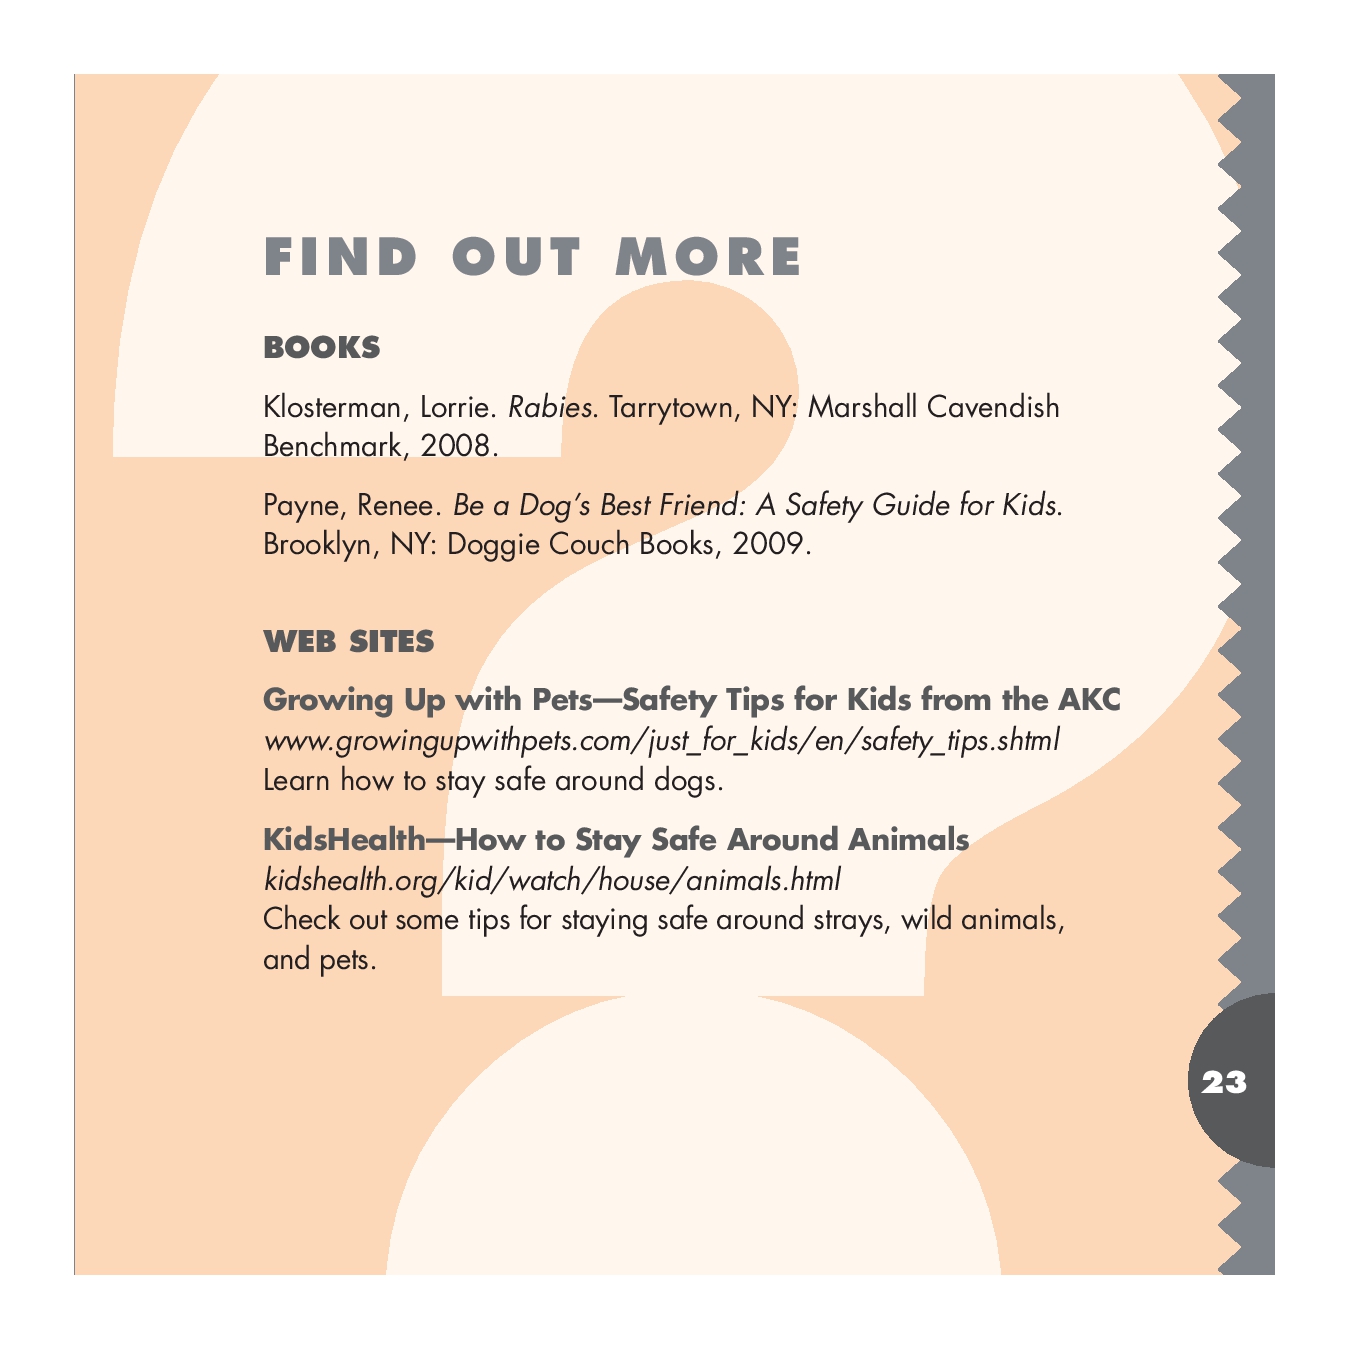 FIND OUT MORE
BOOKS
Klosterman, Lorrie. Rabies. Tarrytown, NY: Marshall Cavendish
Benchmark, 2008.
Payne, Renee. Be a Dog’s Best Friend: A Safety Guide for Kids.
Brooklyn, NY: Doggie Couch Books, 2009.
WEB SITES
Growing Up with Pets—Safety Tips for Kids from the AKC
www.growingupwithpets.com/just_for_kids/en/safety_tips.shtml
Learn how to stay safe around dogs.
KidsHealth—How to Stay Safe Around Animals
kidshealth.org/kid/watch/house/animals.html
Check out some tips for staying safe around strays, wild animals,
and pets.
23